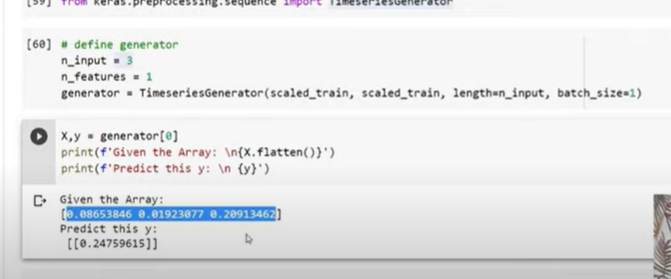 [59] from keras.preprocessing.sequence import TimeseriesGenerator
[60] # define generator
n_input = 3
n_features = 1
generator = TimeseriesGenerator(scaled_train, scaled_train, length=n_input, batch_size=1)
X,y = generator[0]
print(f'Given the Array: \n{X.flatten()}')
print(f'Predict this y: \n {y}')
Given the Array:
[0.08653846 0.01923077 0.20913462]
Predict this y:
[[0.24759615]]